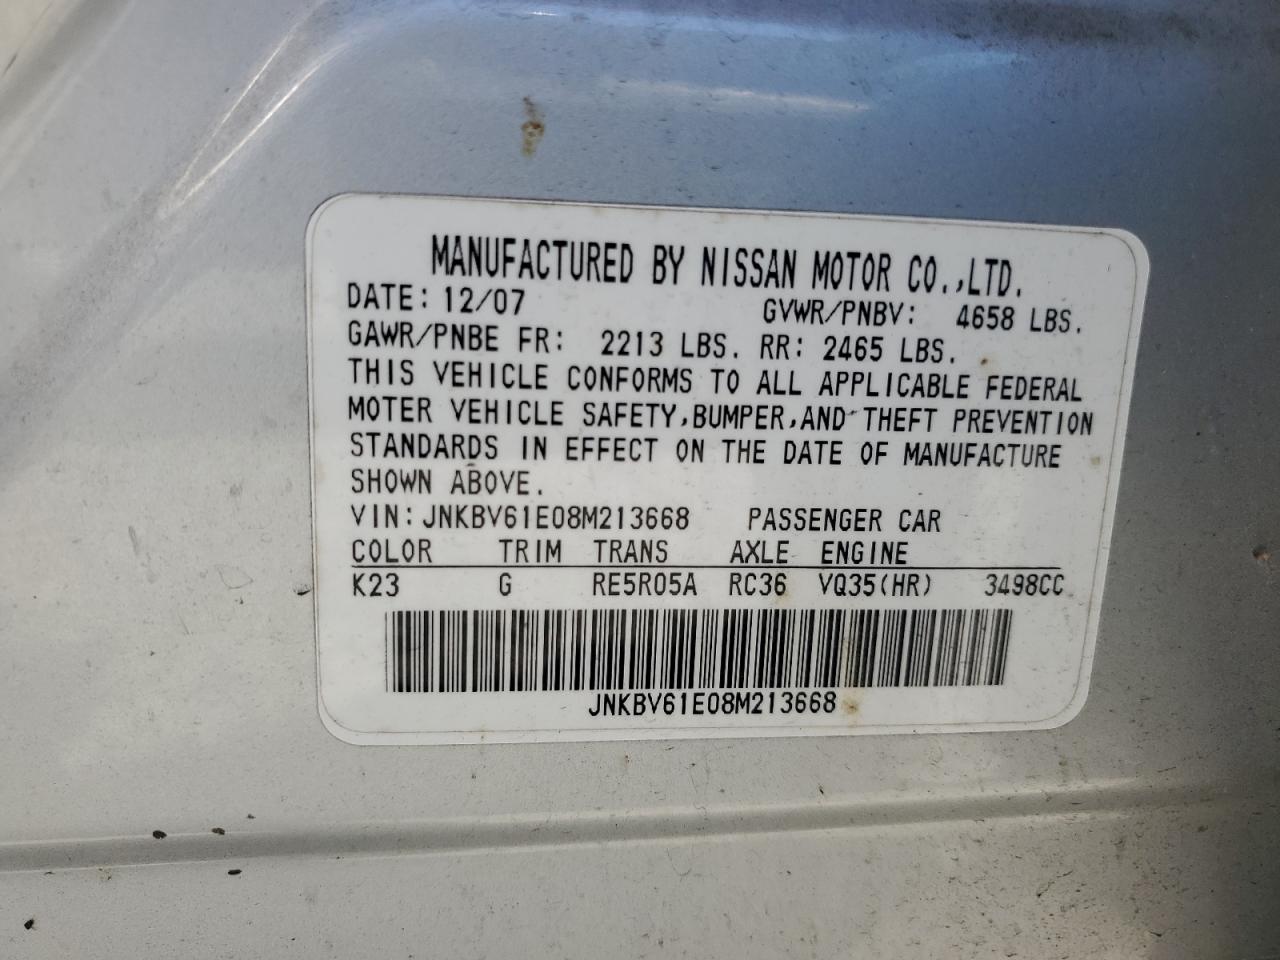 MANUFACTURED BY NISSAN MOTOR CO.,LTD.
DATE: 12/07 GVWR/PNBV: 4658 LBS.
GAWR/PNBE FR: 2213 LBS. RR: 2465 LBS.
THIS VEHICLE CONFORMS TO ALL APPLICABLE FEDERAL
MOTER VEHICLE SAFETY,BUMPER,AND THEFT PREVENTION
STANDARDS IN EFFECT ON THE DATE OF MANUFACTURE
SHOWN ABOVE.
VIN:JNKBV61E08M213668 PASSENGER CAR
COLOR TRIM TRANS AXLE ENGINE
K23 G RE5R05A RC36 VQ35(HR) 3498CC
JNKBV61E08M213668